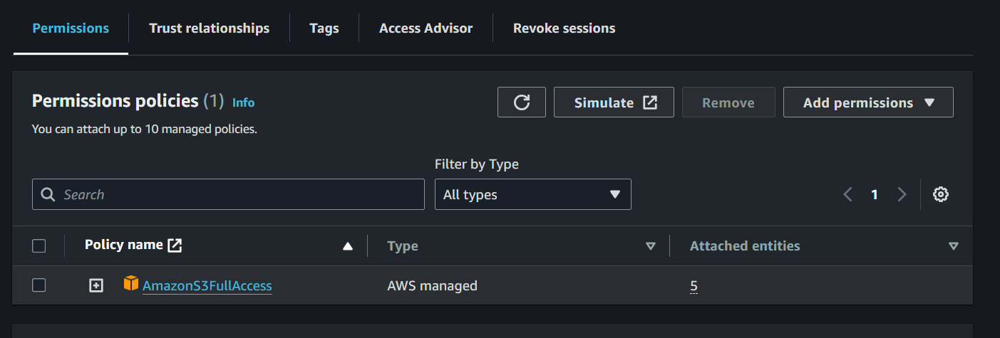 Permissions
Trust relationships
Tags
Access Advisor
Revoke sessions
Permissions policies (1) Info
Simulate
Remove
Add permissions
You can attach up to 10 managed policies.
Filter by Type
Search
All types
1
Policy name
Type
Attached entities
AmazonS3FullAccess
AWS managed
5